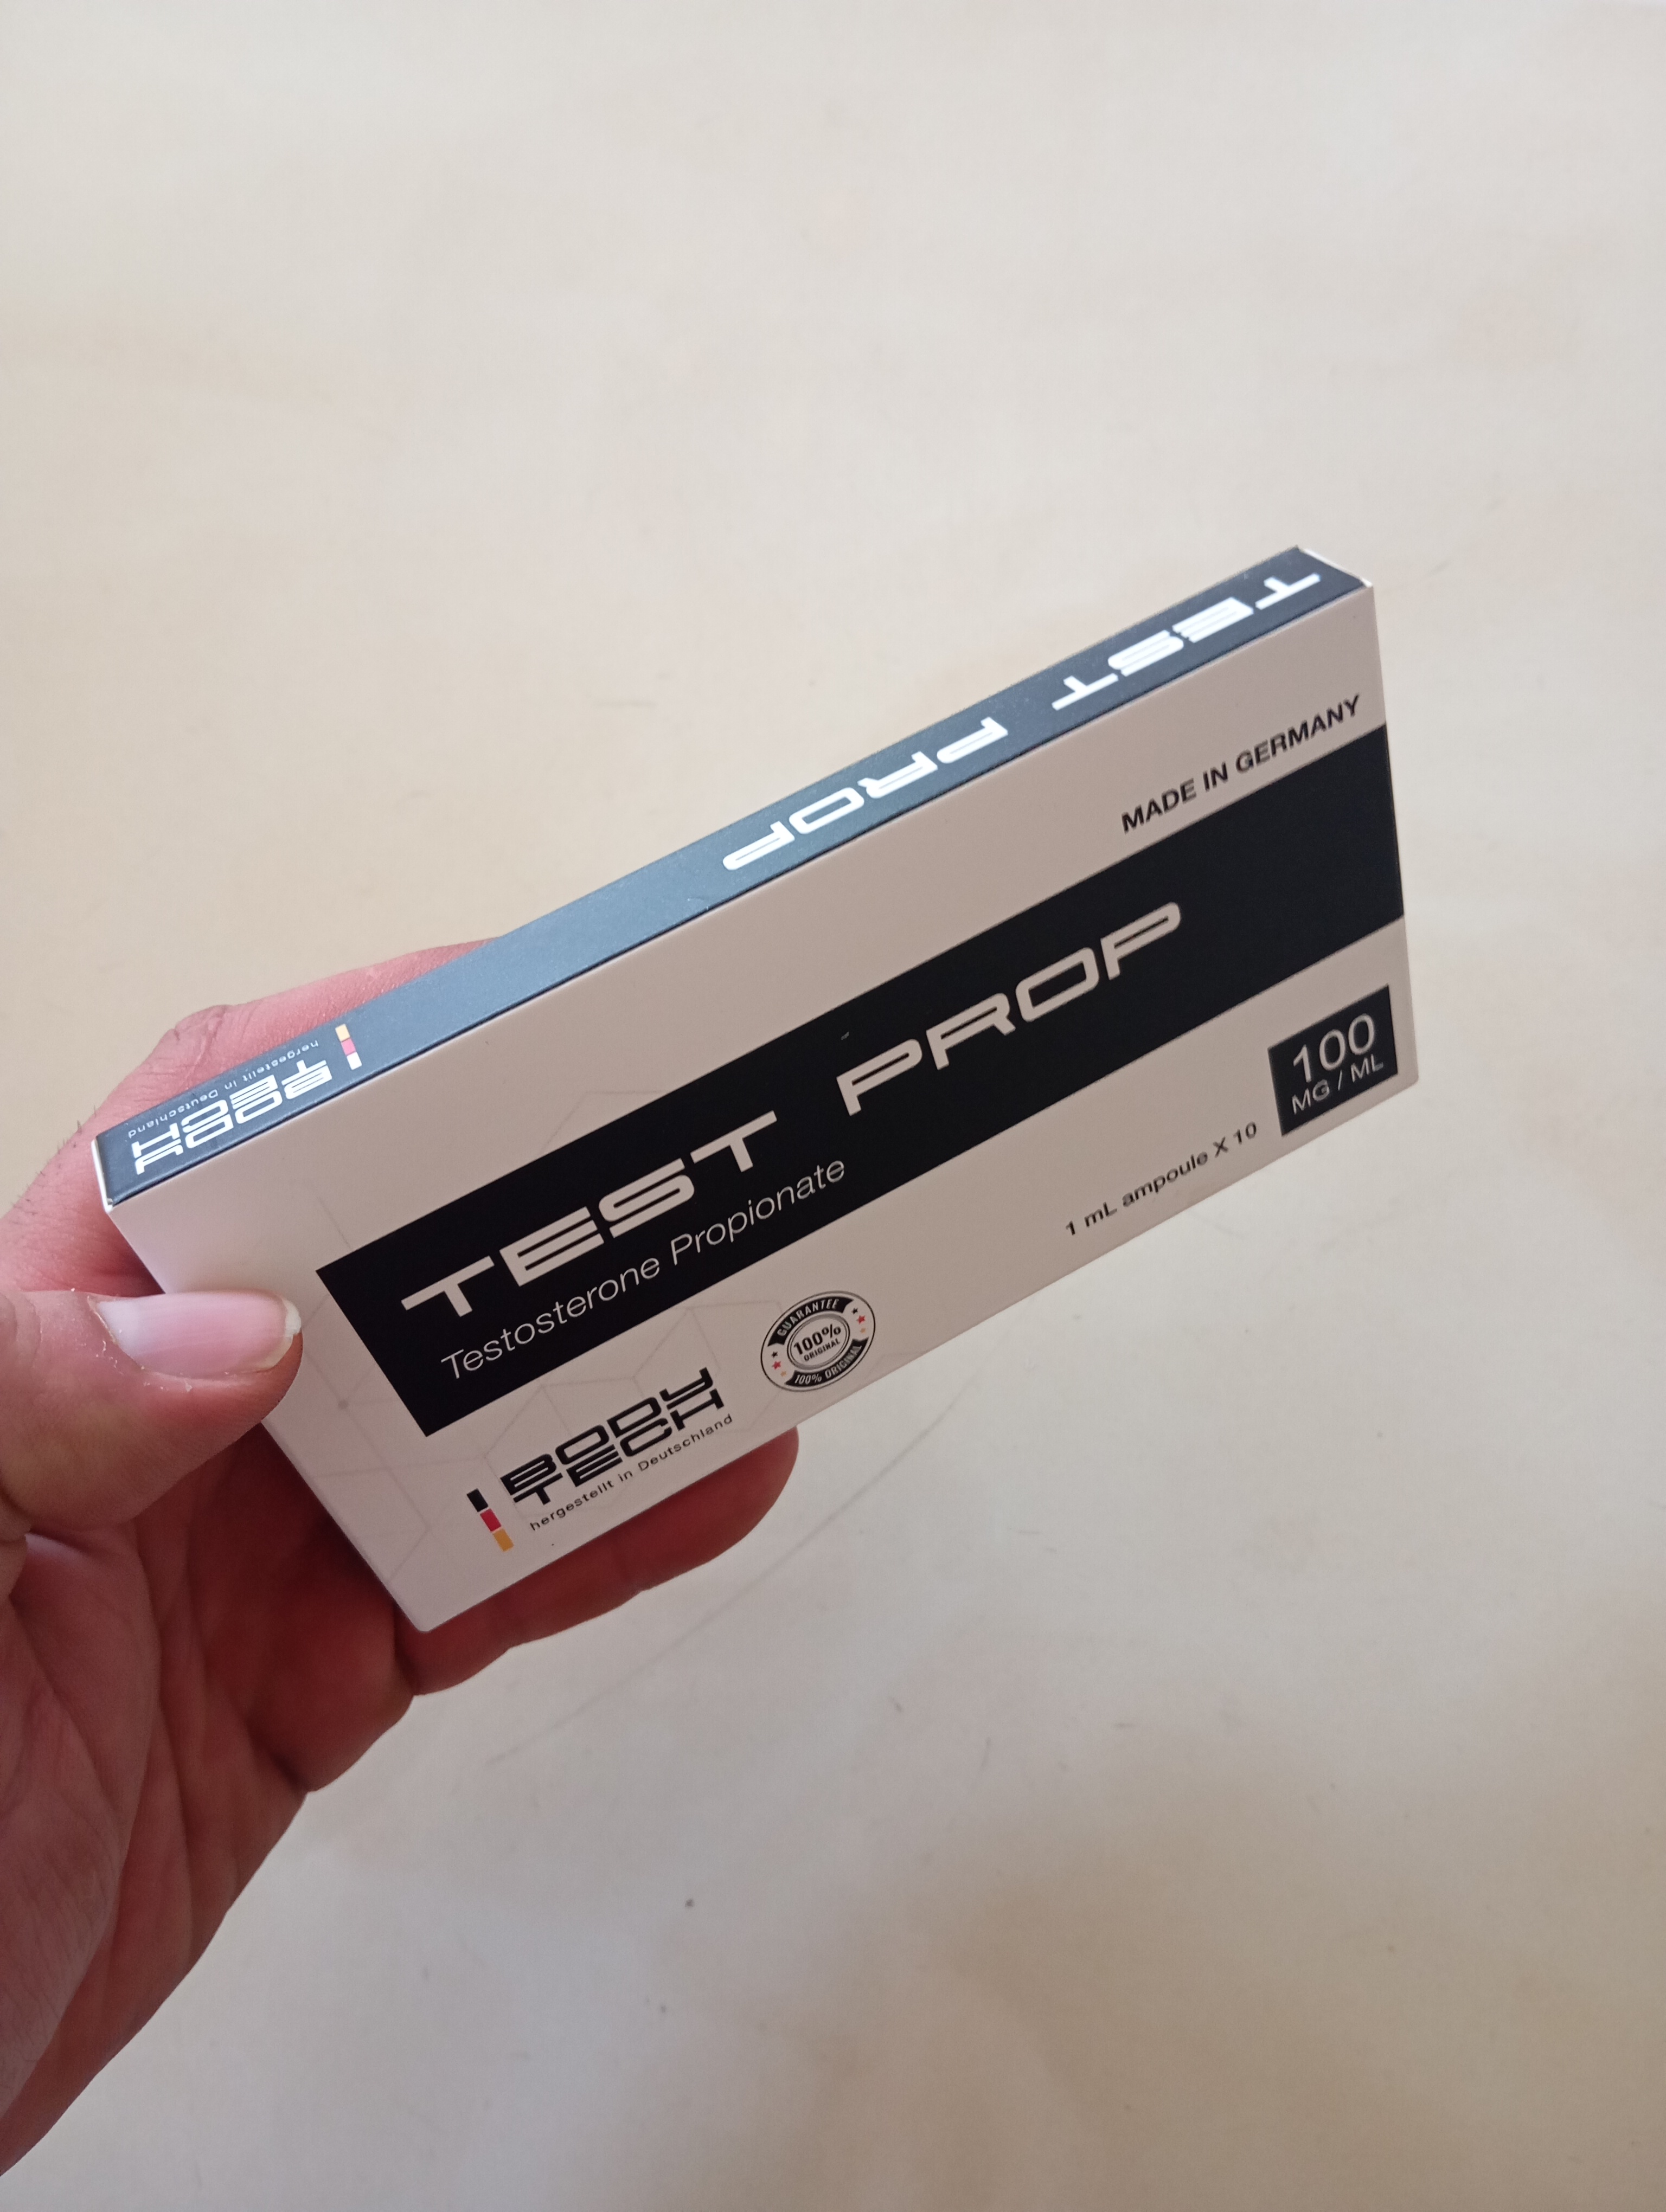 TEST PROP
BODY
TECH
hergestellt in Deutschland
MADE IN GERMANY
TEST PROP
Testosterone Propionate
100
MG / ML
1 mL ampoule X 10
BODY
TECH
hergestellt in Deutschland
GUARANTEE
100%
ORIGINAL
100% ORIGINAL